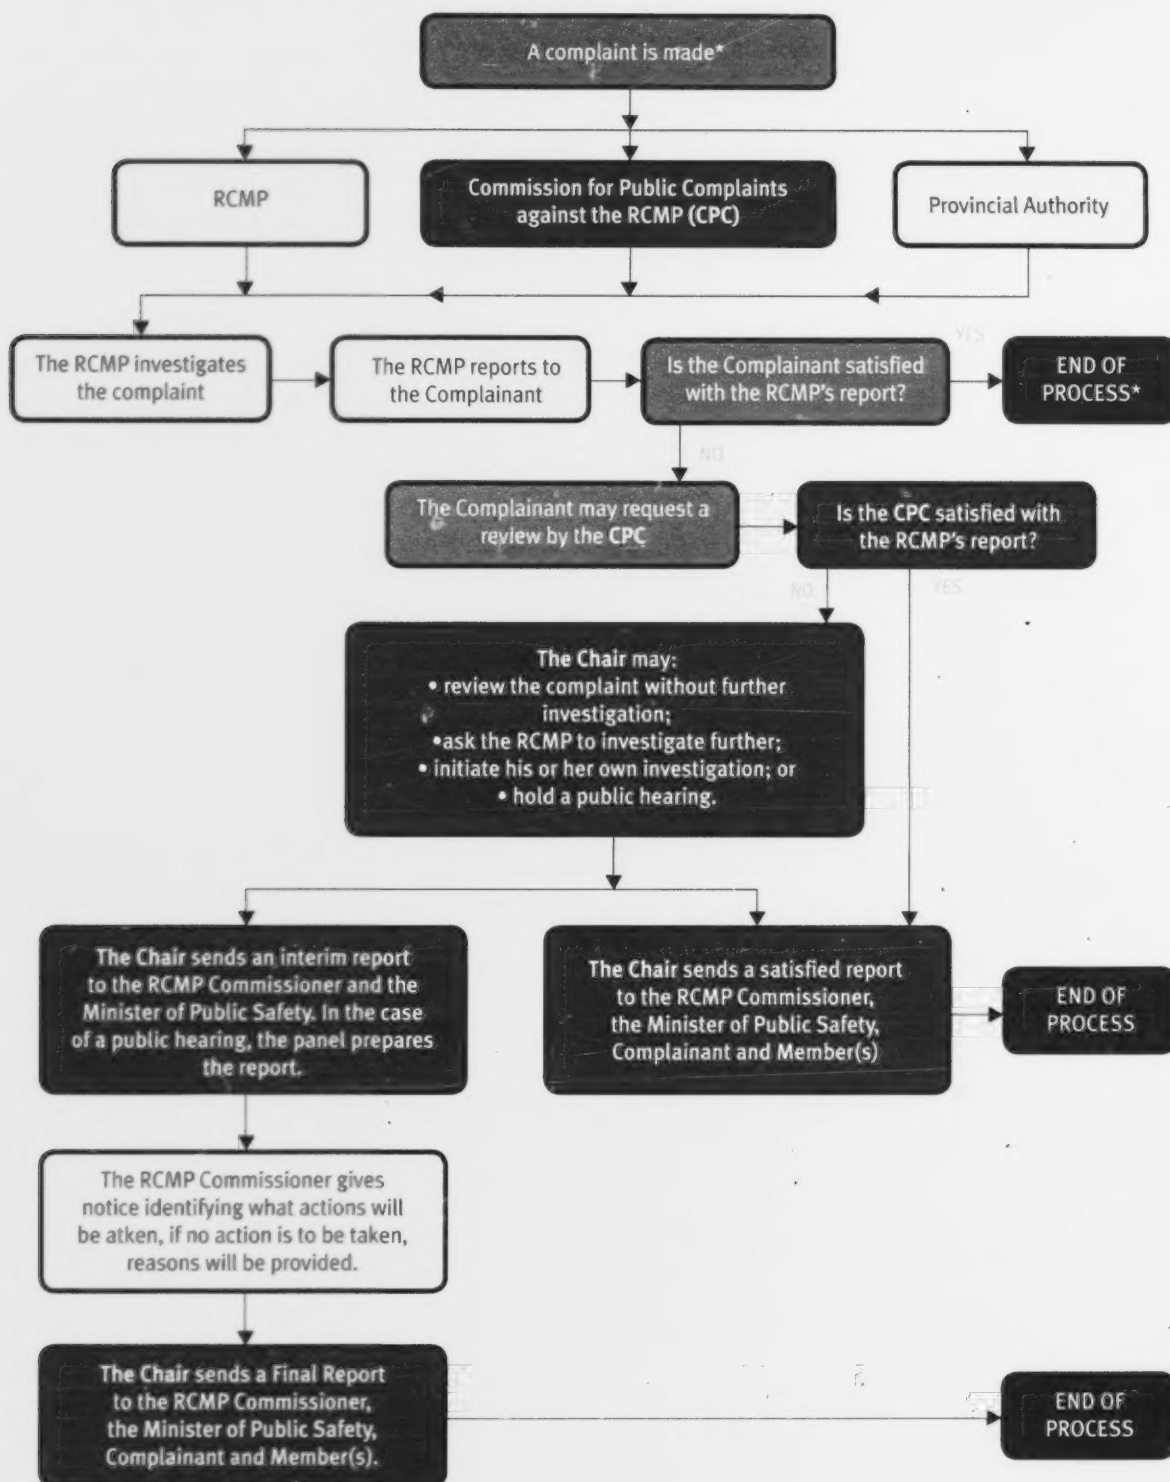 A complaint is made*
RCMP
Commission for Public Complaints
against the RCMP (CPC)
Provincial Authority
The RCMP investigates
the complaint
The RCMP reports to
the Complainant
Is the Complainant satisfied
with the RCMP's report?
YES
END OF
PROCESS*
NO
The Complainant may request a
review by the CPC
Is the CPC satisfied with
the RCMP's report?
NO
YES
The Chair may:
• review the complaint without further
investigation;
•ask the RCMP to investigate further;
• initiate his or her own investigation; or
• hold a public hearing.
The Chair sends an interim report
to the RCMP Commissioner and the
Minister of Public Safety. In the case
of a public hearing, the panel prepares
the report.
The Chair sends a satisfied report
to the RCMP Commissioner,
the Minister of Public Safety,
Complainant and Member(s)
END OF
PROCESS
The RCMP Commissioner gives
notice identifying what actions will
be atken, if no action is to be taken,
reasons will be provided.
The Chair sends a Final Report
to the RCMP Commissioner,
the Minister of Public Safety,
Complainant and Member(s).
END OF
PROCESS